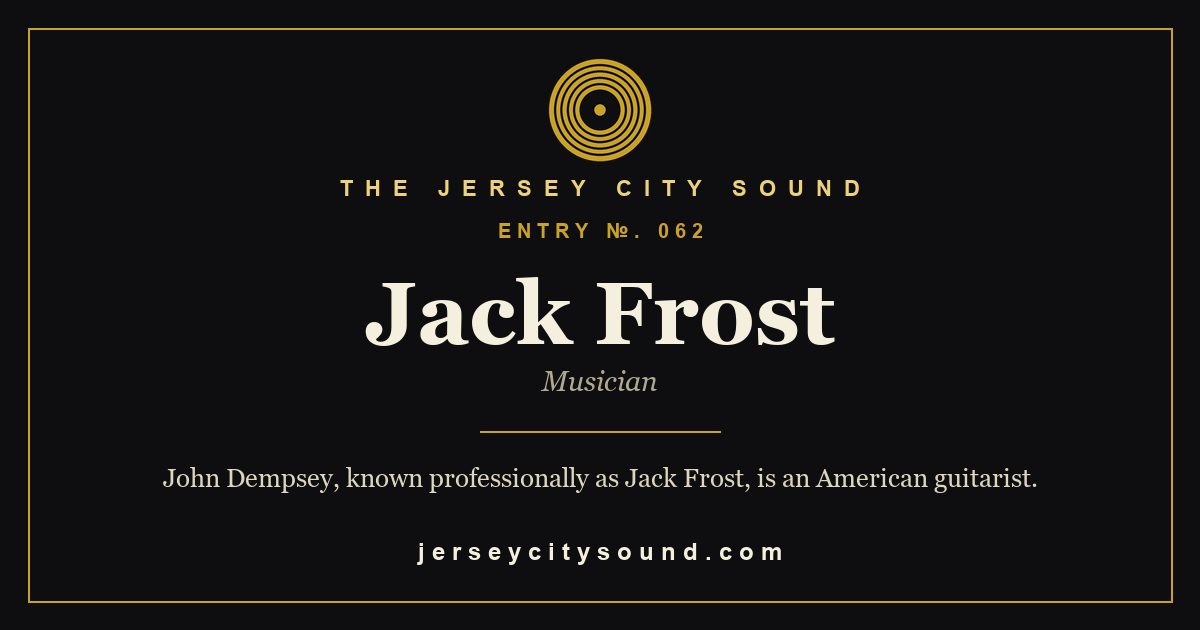 THE JERSEY CITY SOUND
ENTRY №. 062
Jack Frost
Musician
John Dempsey, known professionally as Jack Frost, is an American guitarist.
jerseycitysound.com